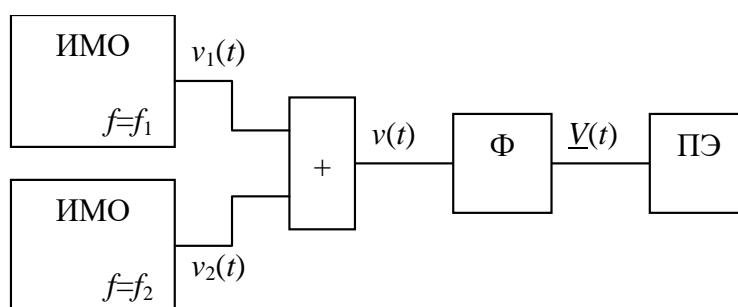 ИМО
v₁(t)
f=f₁
+
v(t)
Ф
V(t)
ПЭ
ИМО
v₂(t)
f=f₂